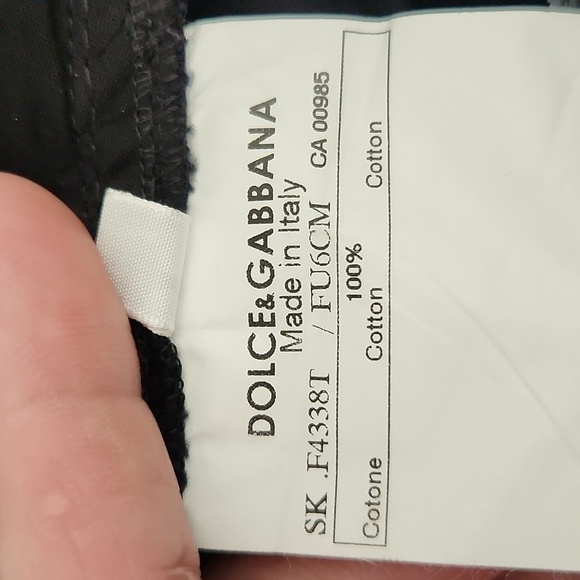 DOLCE&GABBANA
Made in Italy
SK .F4338T / FU6CM CA 00985
100%
Cotone Cotton Cotton